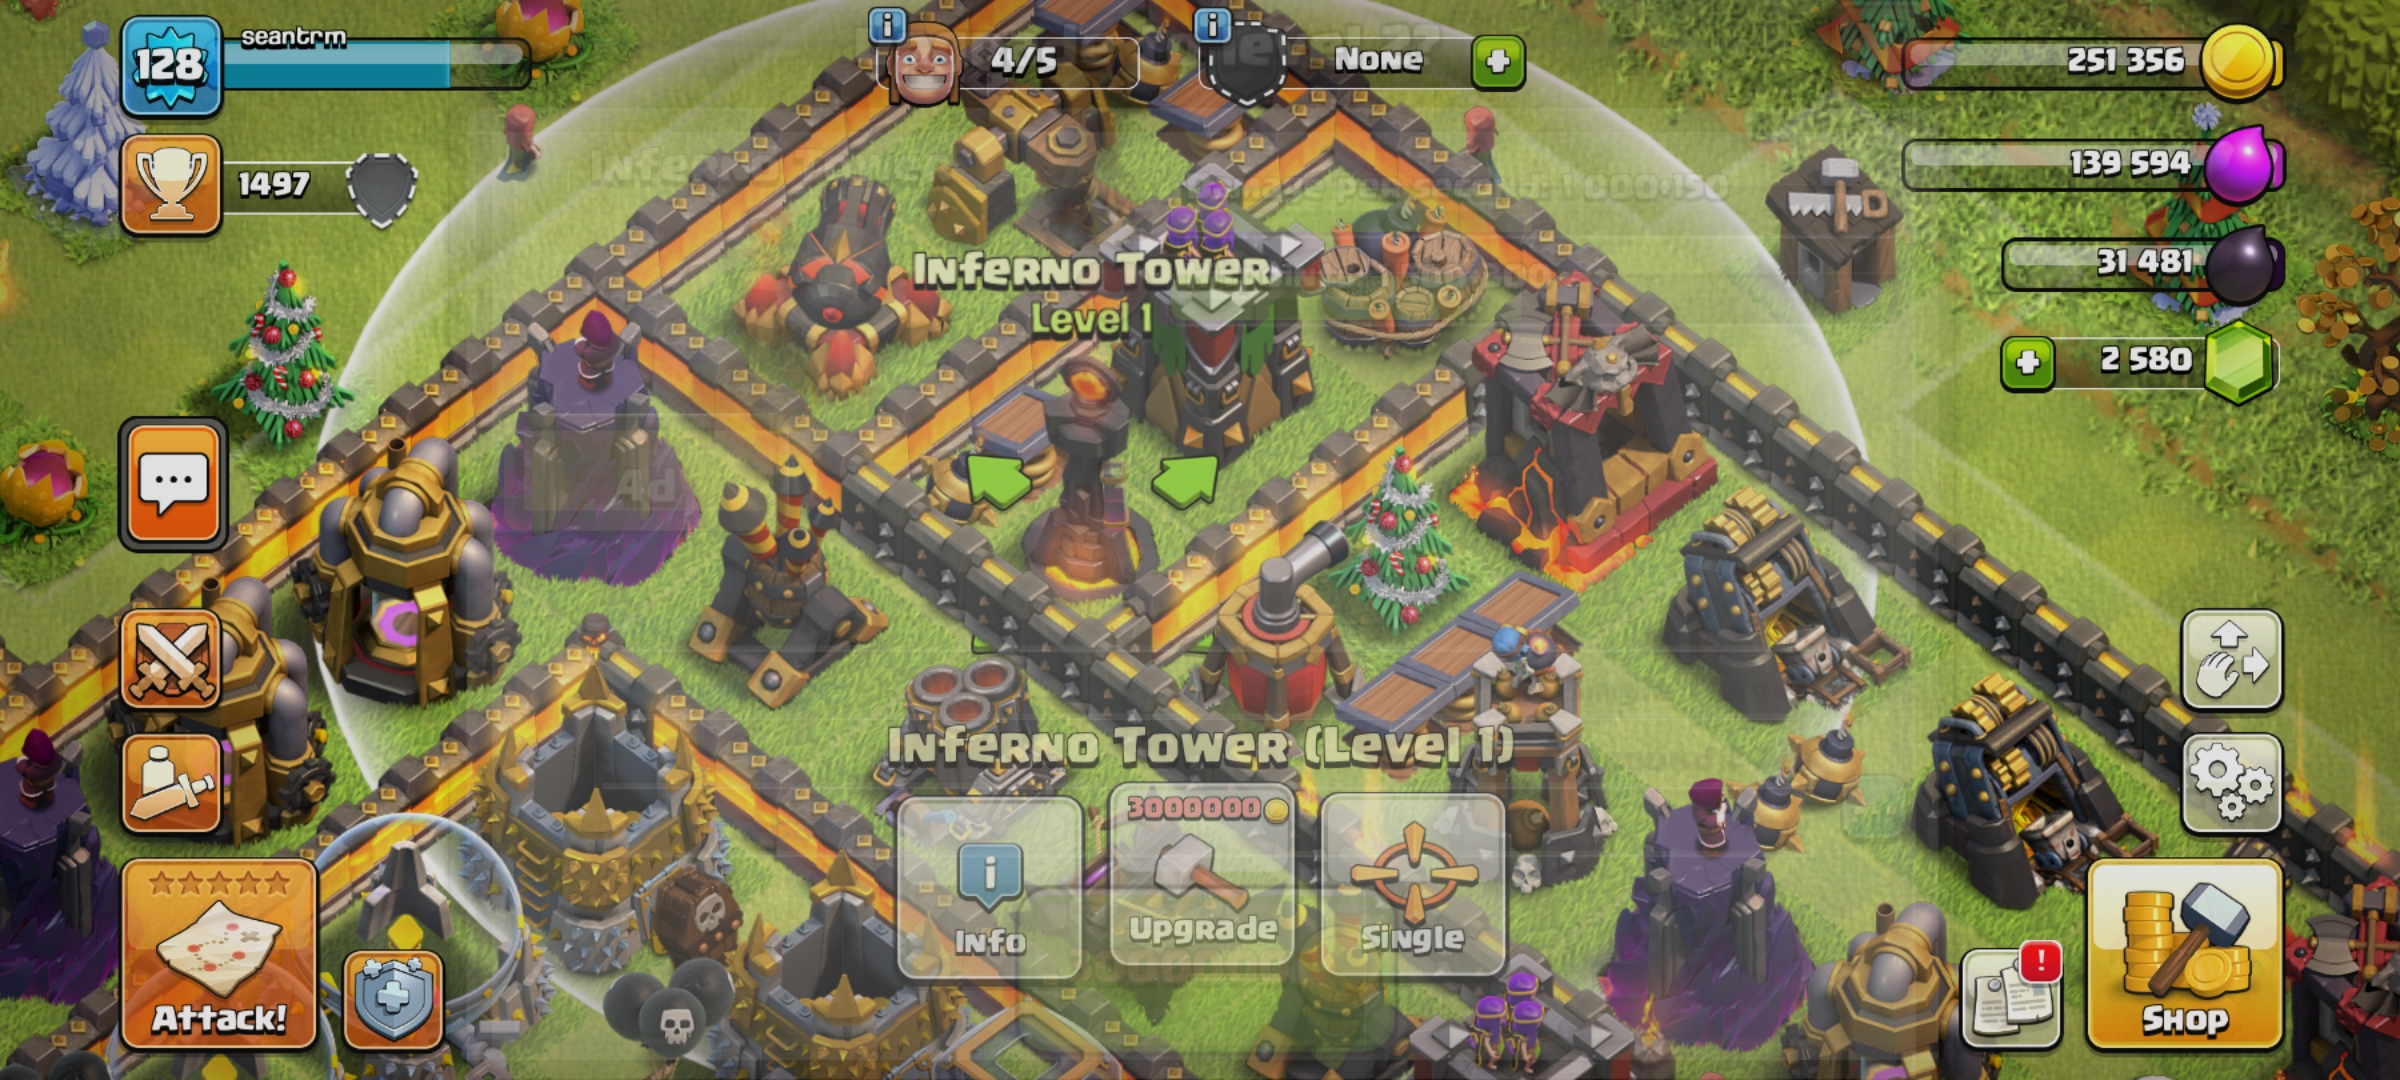 128
seantrm
4/5
None
251 356
1497
139 594
Inferno Tower
31 481
Level 1
2 580
4d
Inferno Tower (Level 1)
3000000
Info
Upgrade
Single
Attack!
Shop